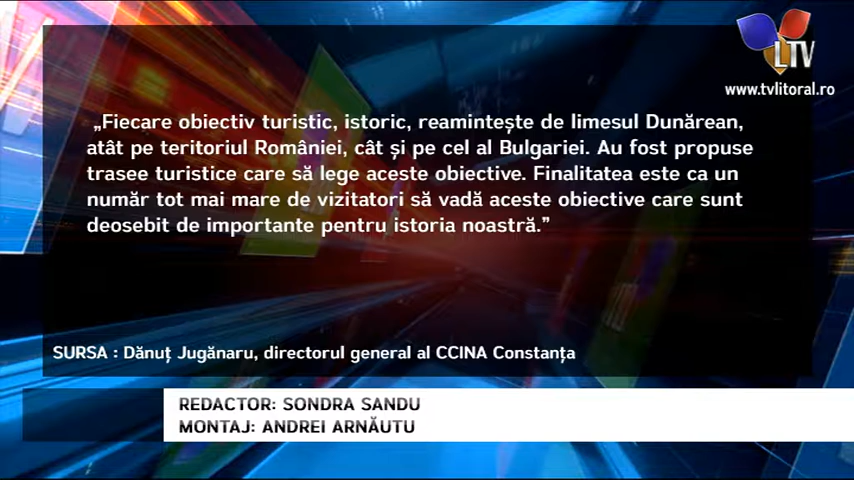 LTV
www.tvlitoral.ro
„Fiecare obiectiv turistic, istoric, reamintește de limesul Dunărean,
atât pe teritoriul României, cât și pe cel al Bulgariei. Au fost propuse
trasee turistice care să lege aceste obiective. Finalitatea este ca un
număr tot mai mare de vizitatori să vadă aceste obiective care sunt
deosebit de importante pentru istoria noastră.”
SURSA : Dănuț Jugănaru, directorul general al CCINA Constanța
REDACTOR: SONDRA SANDU
MONTAJ: ANDREI ARNĂUTU